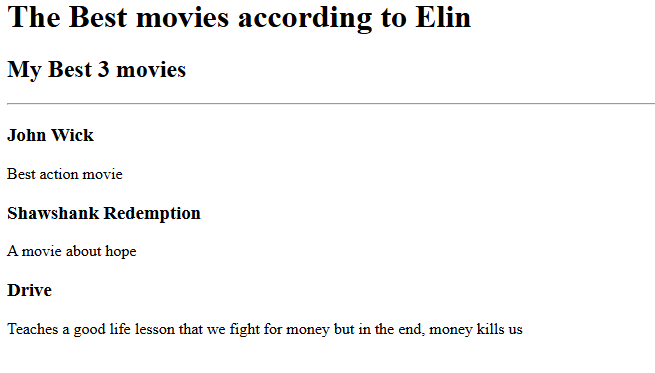 The Best movies according to Elin
My Best 3 movies
John Wick
Best action movie
Shawshank Redemption
A movie about hope
Drive
Teaches a good life lesson that we fight for money but in the end, money kills us